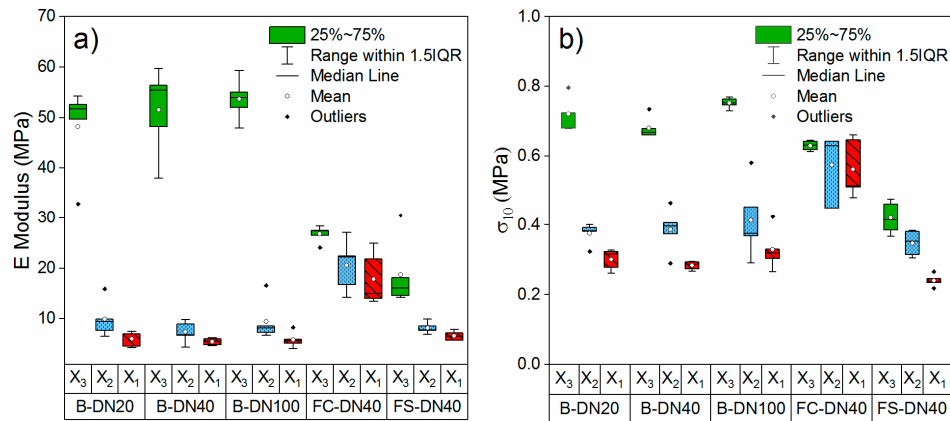 a)
25%~75%
Range within 1.5IQR
Median Line
Mean
Outliers
E Modulus (MPa)
70
60
50
40
30
20
10
X₃ X₂ X₁ X₃ X₂ X₁ X₃ X₂ X₁ X₃ X₂ X₁ X₃ X₂ X₁
B-DN20 B-DN40 B-DN100 FC-DN40 FS-DN40
b)
25%~75%
Range within 1.5IQR
Median Line
Mean
Outliers
σ₁₀ (MPa)
1.0
0.8
0.6
0.4
0.2
0.0
X₃ X₂ X₁ X₃ X₂ X₁ X₃ X₂ X₁ X₃ X₂ X₁ X₃ X₂ X₁
B-DN20 B-DN40 B-DN100 FC-DN40 FS-DN40